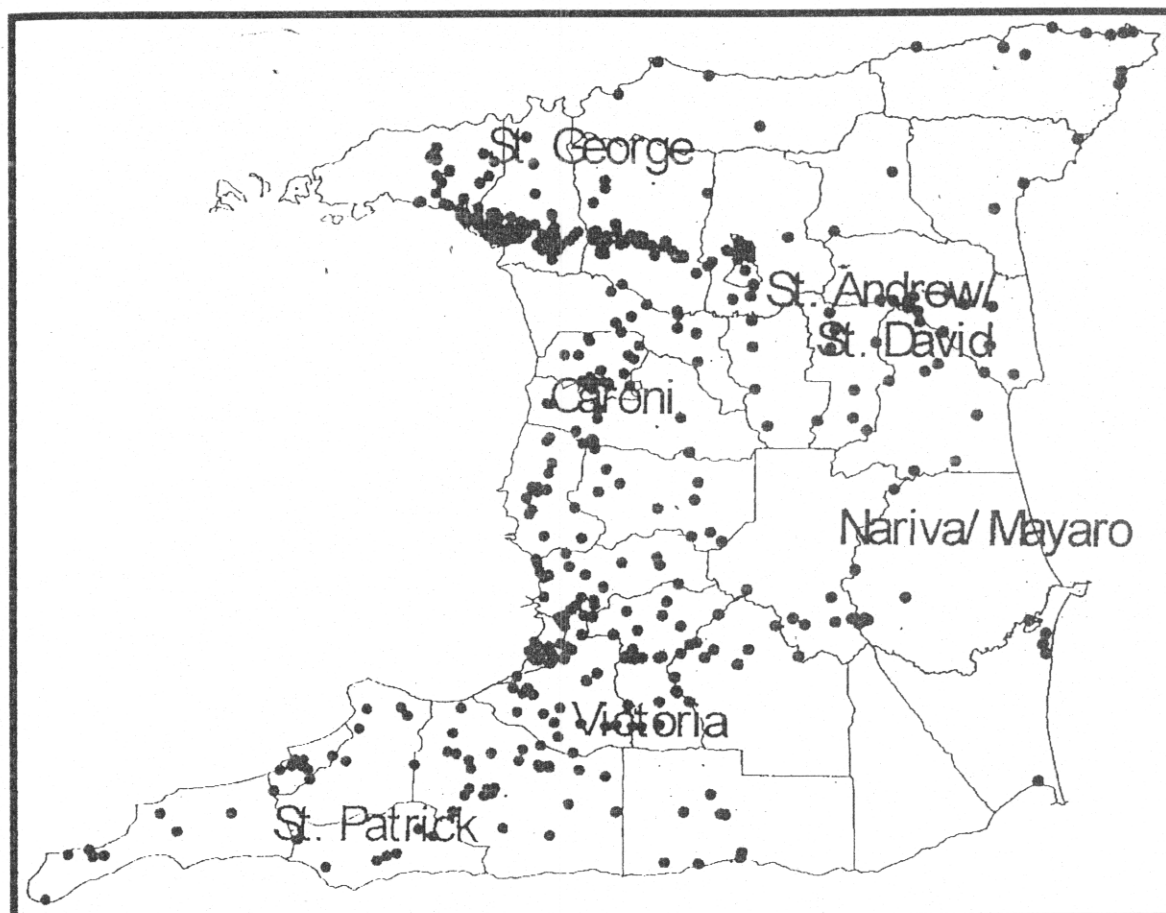 St. George
St. Andrew/
St. David
Caroni
Nariva/ Mayaro
Victoria
St. Patrick